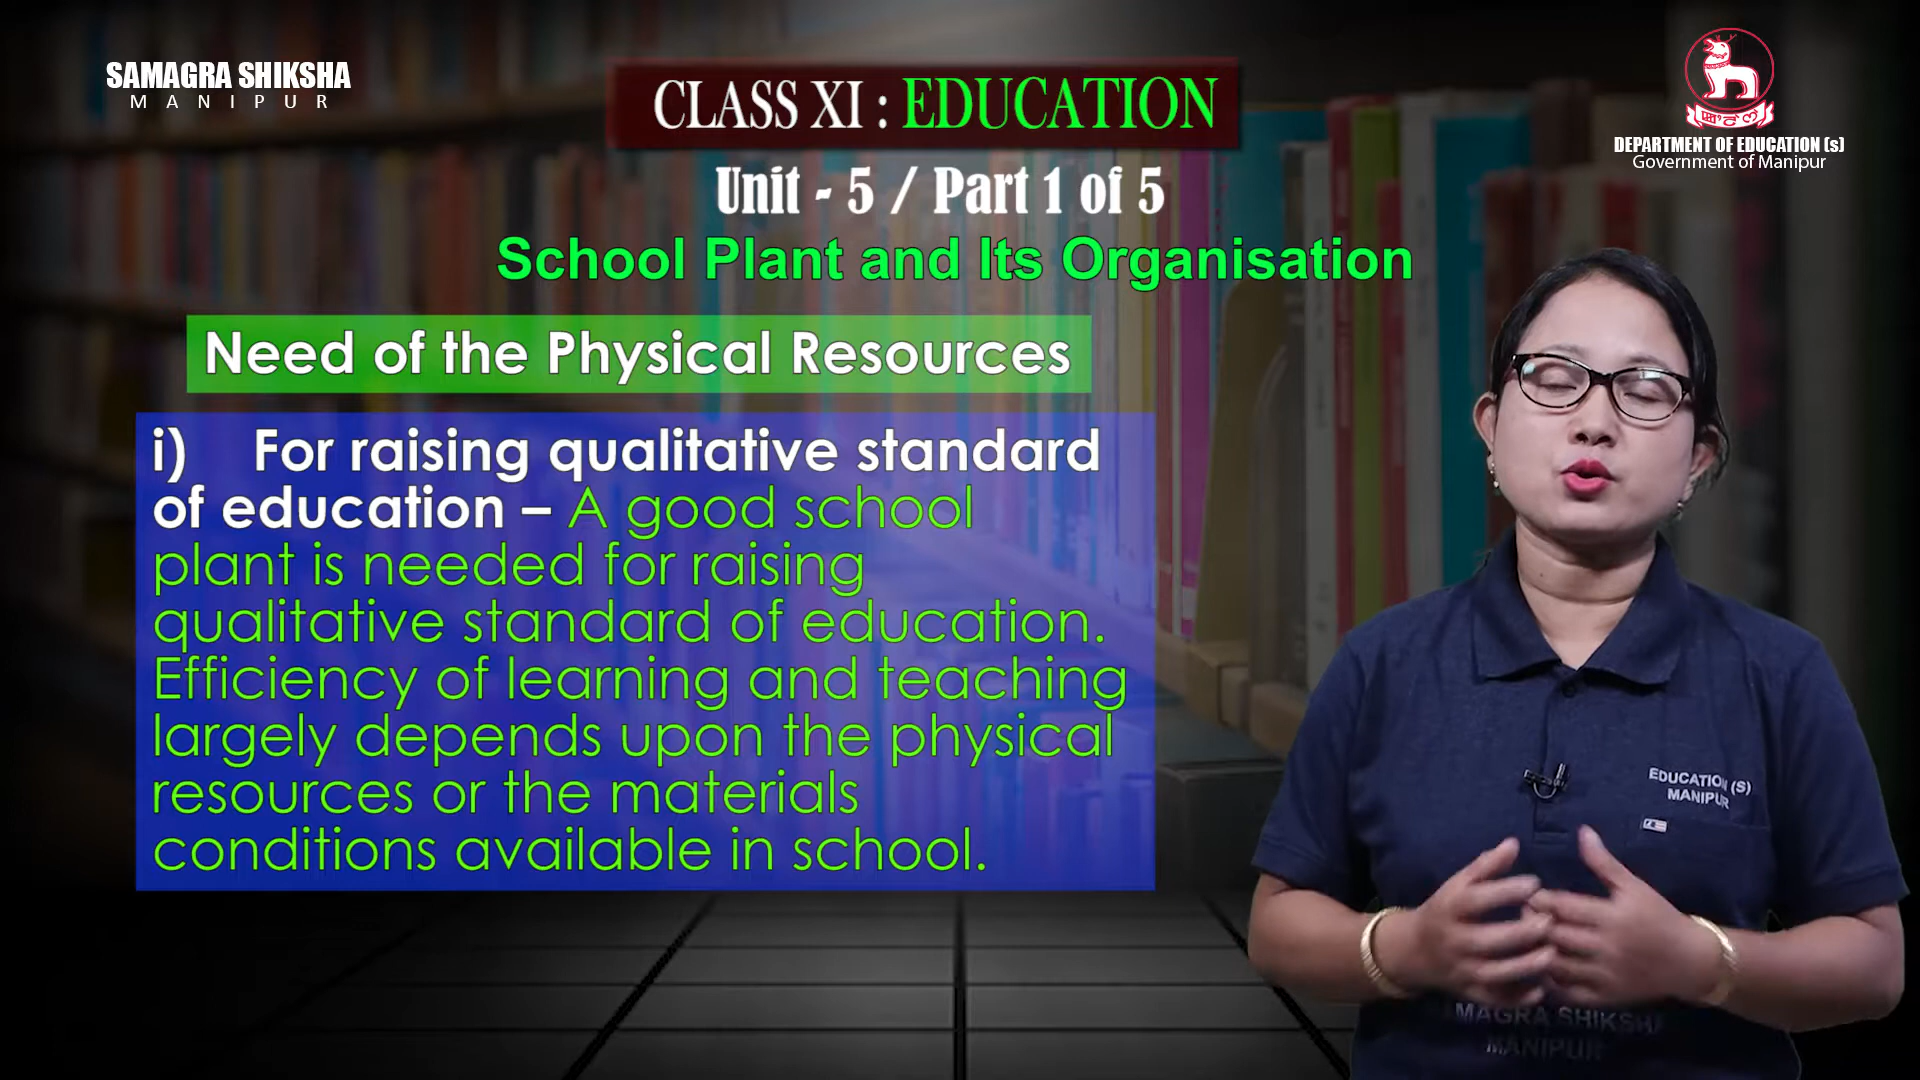 SAMAGRA SHIKSHA
MANIPUR
CLASS XI : EDUCATION
Unit - 5 / Part 1 of 5
School Plant and Its Organisation
DEPARTMENT OF EDUCATION (s)
Government of Manipur
Need of the Physical Resources
i) For raising qualitative standard
of education – A good school
plant is needed for raising
qualitative standard of education.
Efficiency of learning and teaching
largely depends upon the physical
resources or the materials
conditions available in school.
EDUCATION (S)
MANIPUR
MAGRA SHIKSHA
MANIPUR